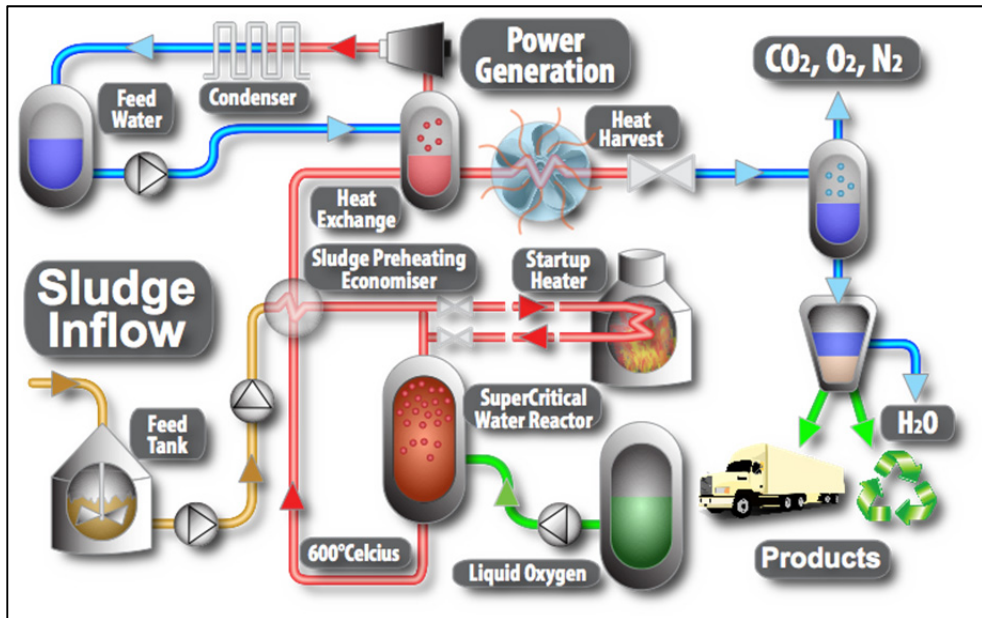 Power
Generation
CO2, O2, N2
Feed
Water
Condenser
Heat
Harvest
Heat
Exchange
Sludge Preheating
Economiser
Startup
Heater
Sludge
Inflow
SuperCritical
Water Reactor
Feed
Tank
H2O
600°Celcius
Liquid Oxygen
Products